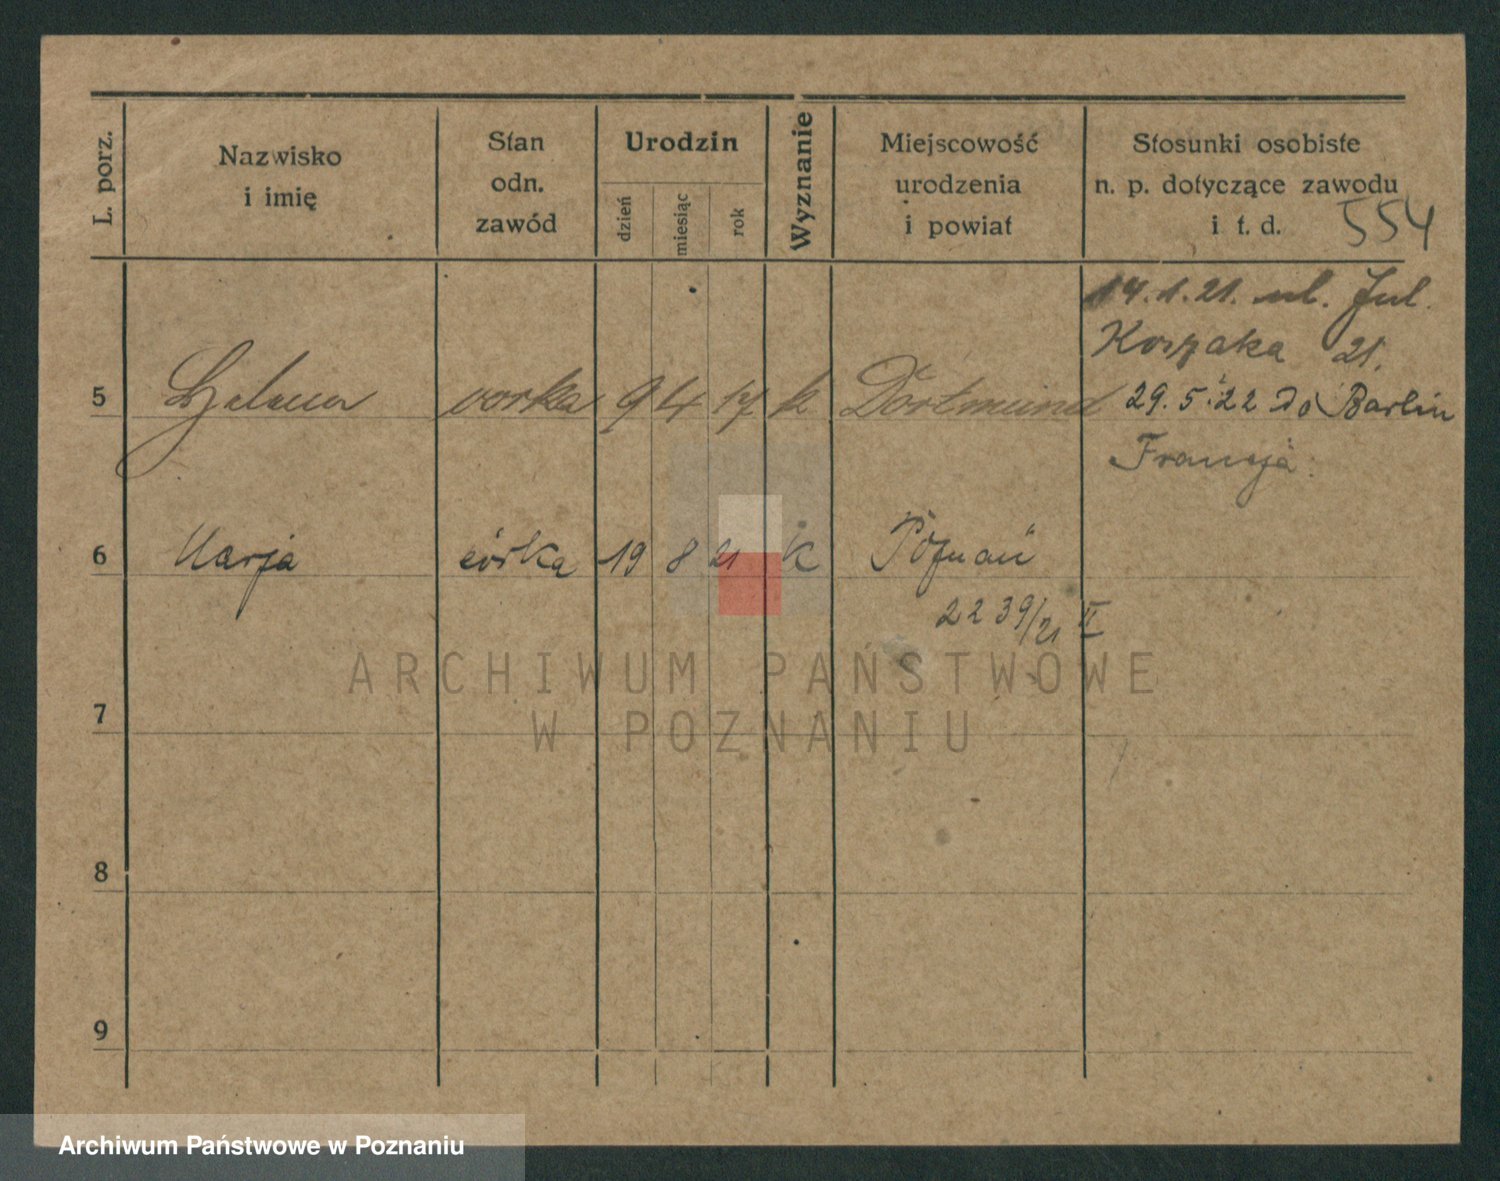 L. porz.
Nazwisko
i imię
Stan
odn.
zawód
Urodzin
dzień
miesiąc
rok
Wyznanie
Miejscowość
urodzenia
i powiat
Stosunki osobiste
n. p. dotyczące zawodu
i t. d.
554
14.1.21. ul. Jul.
Kossaka 21.
5 córka 9 4 17 k Dortmund 29.5.22 do Berlin
Francja.
6 Marja córka 19 8 21 K Poznań
2239/21 II
ARCHIWUM PAŃSTWOWE
W POZNANIU
7
8
9
Archiwum Państwowe w Poznaniu